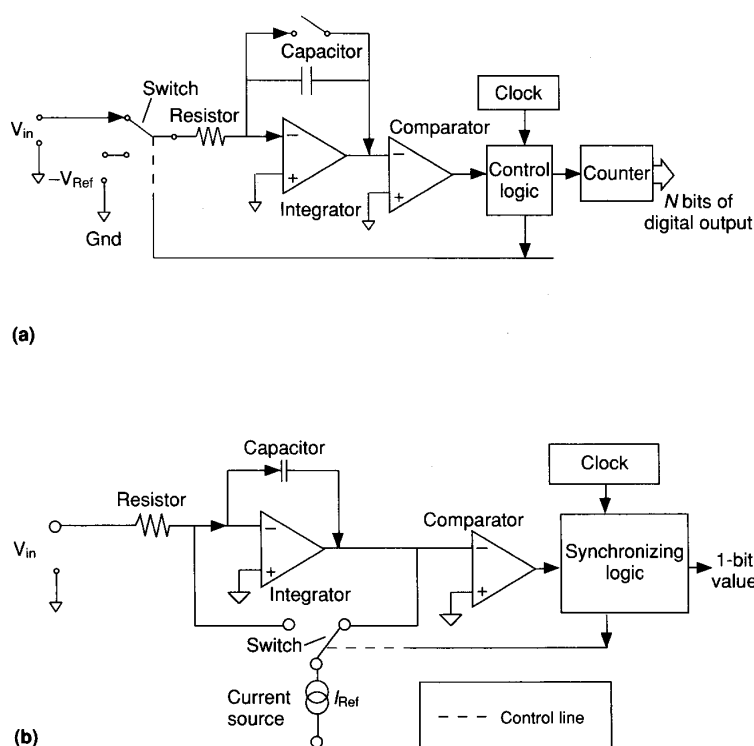 Capacitor
Switch
Resistor
Clock
Comparator
V_in
Control
logic
Counter
–V_Ref
Integrator
N bits of
digital output
Gnd
(a)
Capacitor
Clock
Resistor
Comparator
V_in
Synchronizing
logic
1-bit
value
Integrator
Switch
Current
source
I_Ref
Control line
(b)